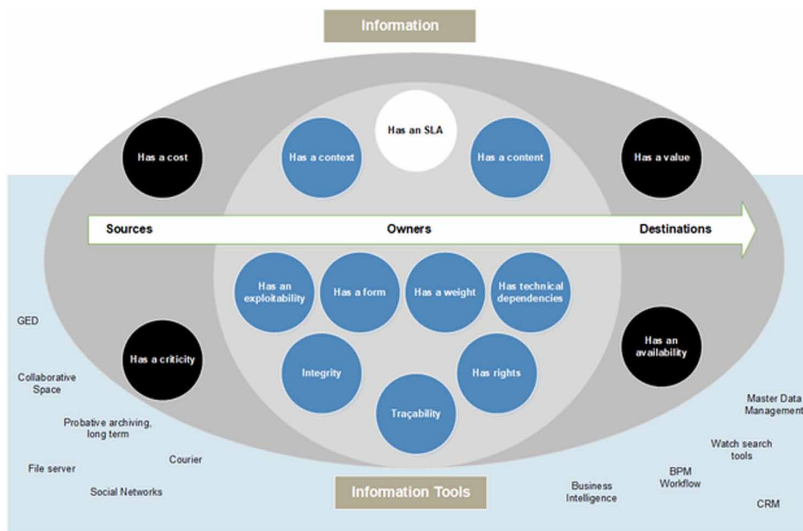 Information
Has an SLA
Has a cost
Has a context
Has a content
Has a value
Sources
Owners
Destinations
Has an
exploitability
Has a form
Has a weight
Has technical
dependencies
GED
Has a criticity
Integrity
Has rights
Has an
availability
Collaborative
Space
Traçability
Master Data
Management
Probative archiving,
long term
File server
Courier
Social Networks
Watch search
tools
Information Tools
Business
Intelligence
BPM
Workflow
CRM